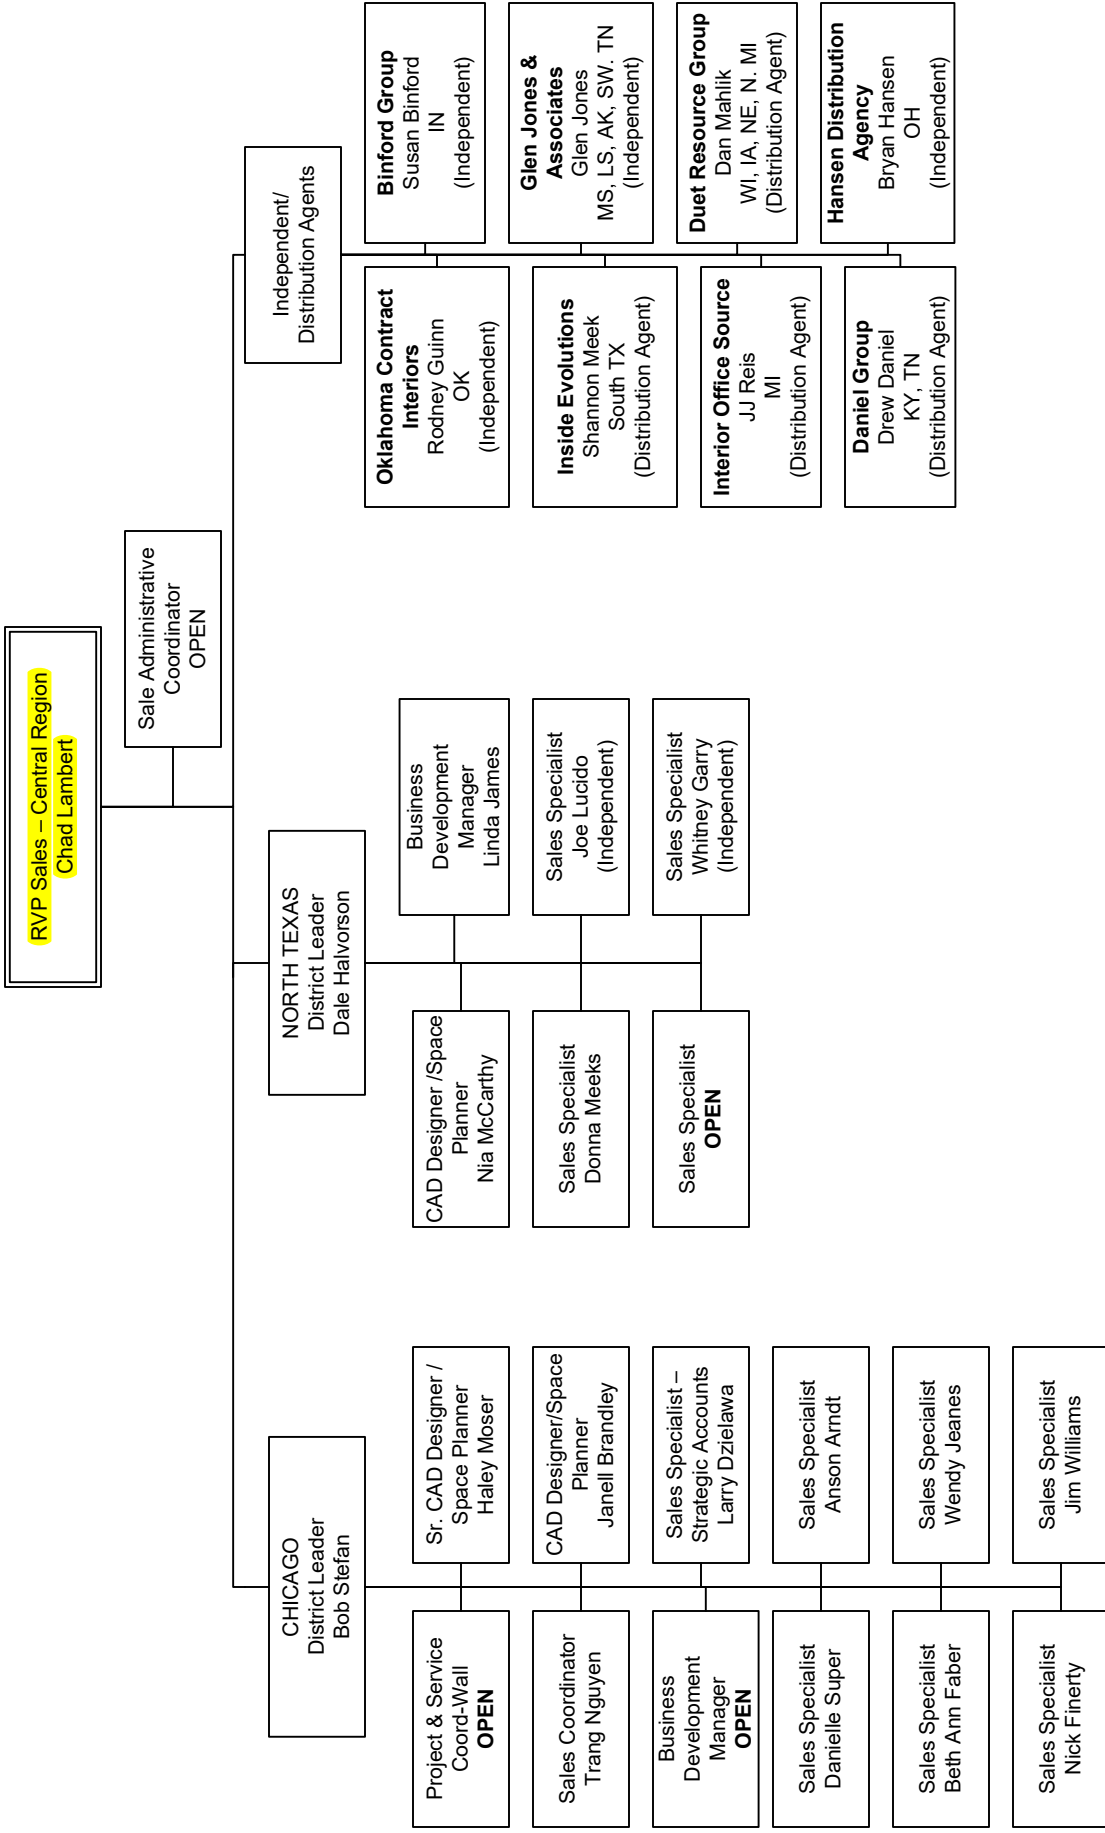 RVP Sales – Central Region
Chad Lambert
Sale Administrative
Coordinator
OPEN
CHICAGO
District Leader
Bob Stefan
Project & Service
Coord-Wall
OPEN
Sr. CAD Designer /
Space Planner
Haley Moser
Sales Coordinator
Trang Nguyen
CAD Designer/Space
Planner
Janell Brandley
Business
Development
Manager
OPEN
Sales Specialist –
Strategic Accounts
Larry Dzielawa
Sales Specialist
Danielle Super
Sales Specialist
Anson Arndt
Sales Specialist
Beth Ann Faber
Sales Specialist
Wendy Jeanes
Sales Specialist
Nick Finerty
Sales Specialist
Jim Williams
NORTH TEXAS
District Leader
Dale Halvorson
CAD Designer /Space
Planner
Nia McCarthy
Business
Development
Manager
Linda James
Sales Specialist
Donna Meeks
Sales Specialist
Joe Lucido
(Independent)
Sales Specialist
OPEN
Sales Specialist
Whitney Garry
(Independent)
Independent/
Distribution Agents
Oklahoma Contract
Interiors
Rodney Guinn
OK
(Independent)
Binford Group
Susan Binford
IN
(Independent)
Inside Evolutions
Shannon Meek
South TX
(Distribution Agent)
Glen Jones &
Associates
Glen Jones
MS, LS, AK, SW. TN
(Independent)
Interior Office Source
JJ Reis
MI
(Distribution Agent)
Duet Resource Group
Dan Mahlik
WI, IA, NE, N. MI
(Distribution Agent)
Daniel Group
Drew Daniel
KY, TN
(Distribution Agent)
Hansen Distribution
Agency
Bryan Hansen
OH
(Independent)